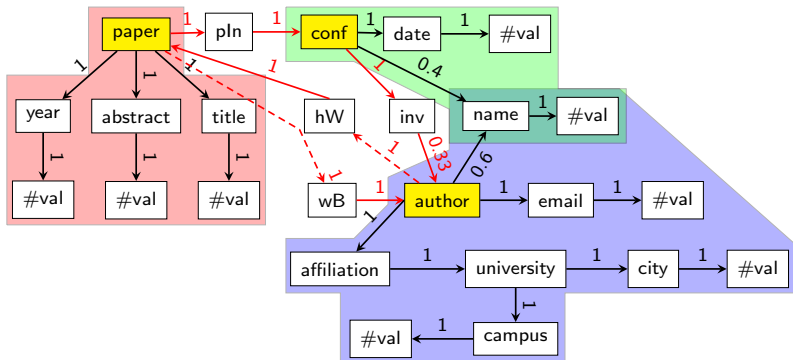 paper 1 pIn 1 conf 1 date 1 #val
1 1 1 1 1 0.4
year abstract title hW inv name 1 #val
1 1 1 1 1 0.33 0.6
#val #val #val wB 1 author 1 email 1 #val
1
affiliation 1 university 1 city 1 #val
1
#val 1 campus